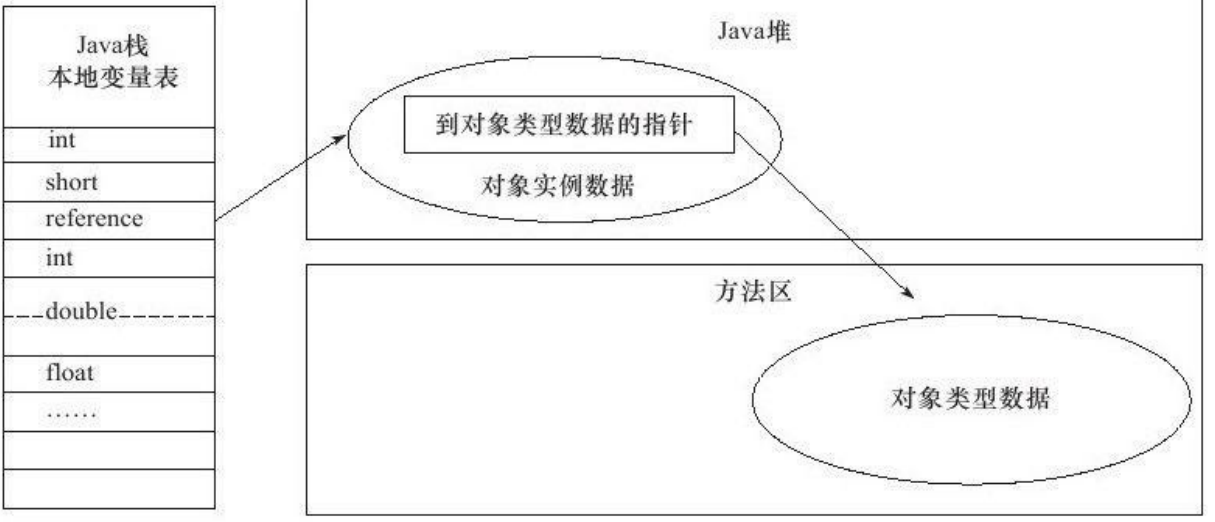 Java栈
本地变量表
int
short
reference
int
double
float
……
Java堆
到对象类型数据的指针
对象实例数据
方法区
对象类型数据